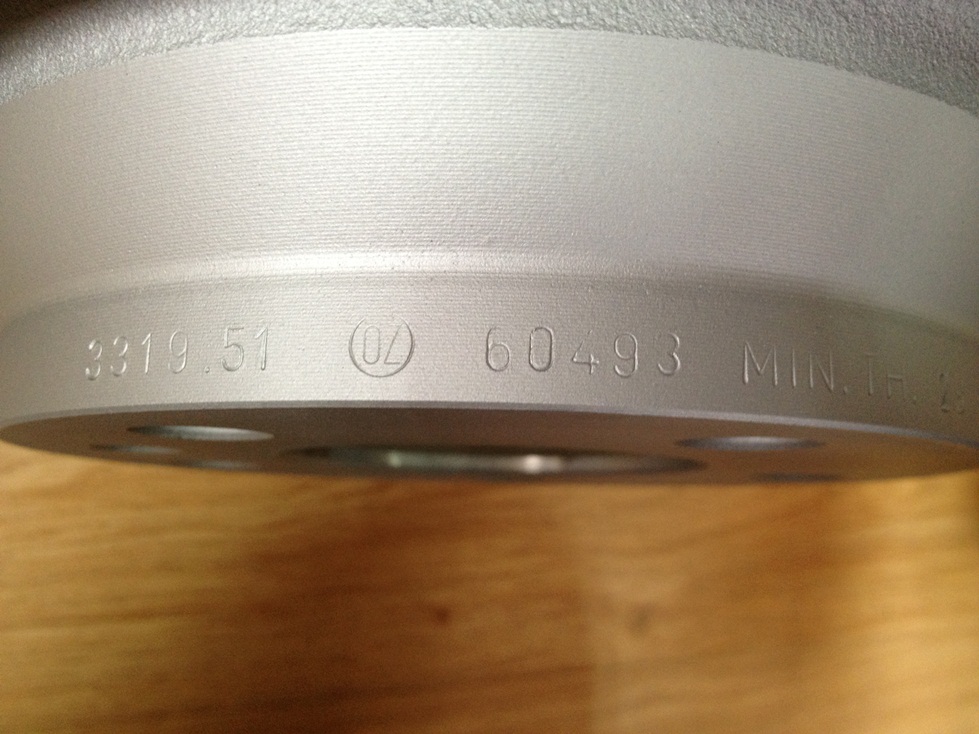 3319.51 OZ 60493 MIN. TH.